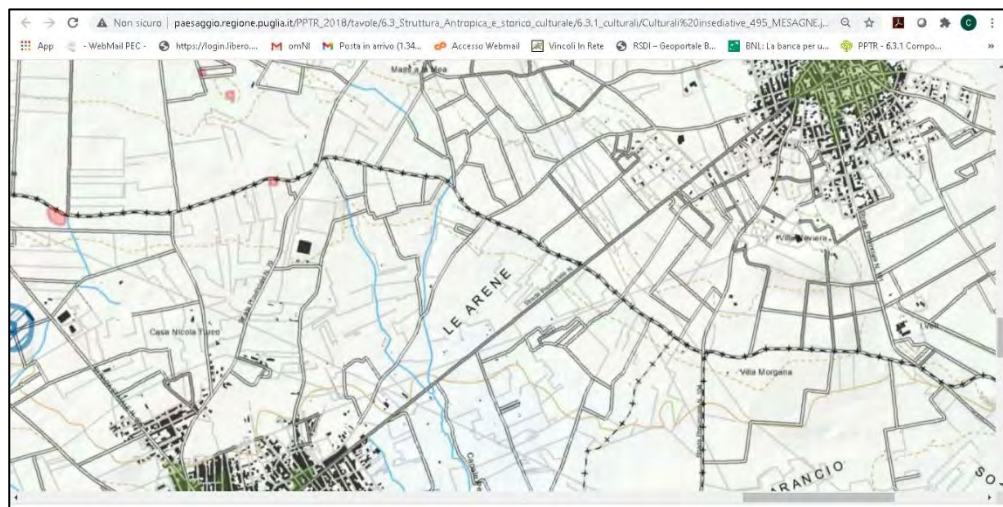 Non sicuro | paesaggio.regione.puglia.it/PPTR_2018/tavole/6.3_Struttura_Antropica_e_storico_culturale/6.3.1_culturali/Culturali%20insediative_495_MESAGNE.j...
App - WebMail PEC - https://login.libero.... omNI Posta in arrivo (1.34... Accesso Webmail Vincoli In Rete RSDI – Geoportale B... BNL: La banca per u... PPTR - 6.3.1 Compo... »
Villa
LE ARENE
Casa Nicola Turco
Villa Morgana
ARANCIO
SO